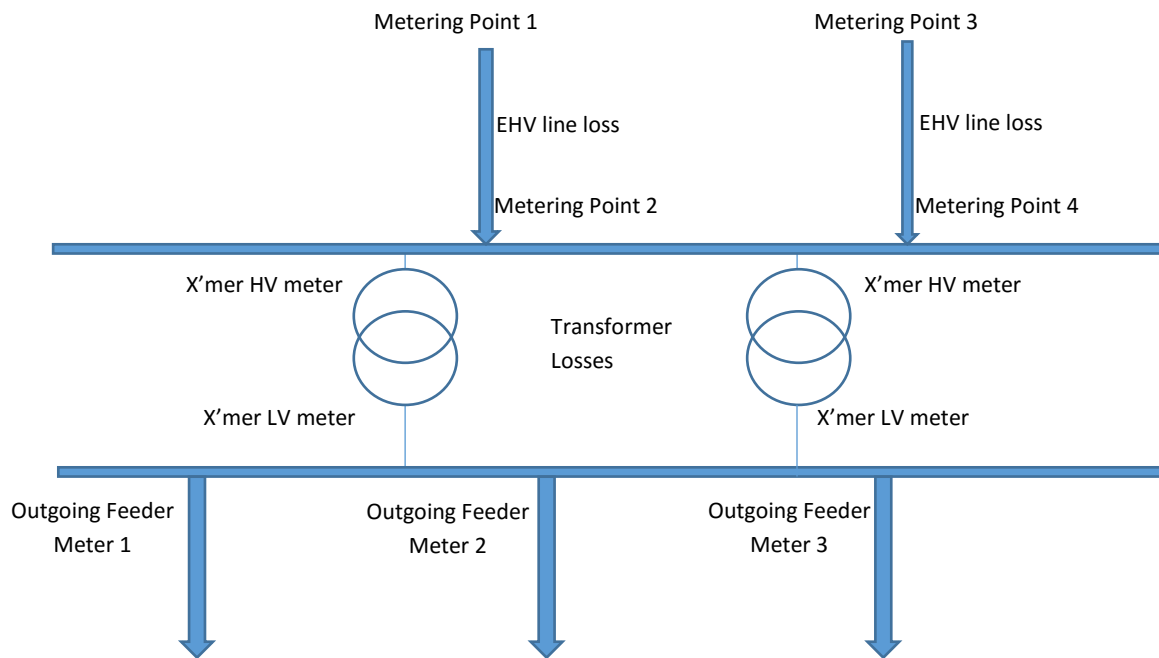 Metering Point 1
Metering Point 3
EHV line loss
EHV line loss
Metering Point 2
Metering Point 4
X'mer HV meter
X'mer HV meter
Transformer
Losses
X'mer LV meter
X'mer LV meter
Outgoing Feeder
Meter 1
Outgoing Feeder
Meter 2
Outgoing Feeder
Meter 3